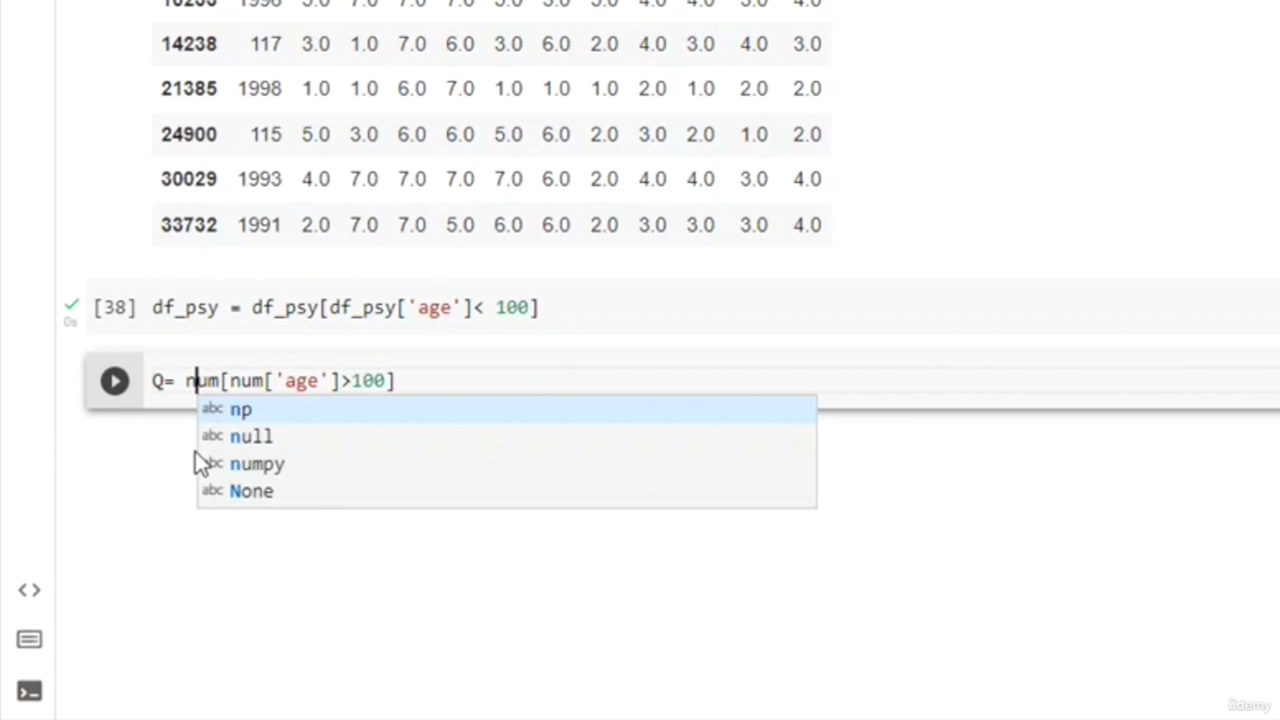 14238 117 3.0 1.0 7.0 6.0 3.0 6.0 2.0 4.0 3.0 4.0 3.0
21385 1998 1.0 1.0 6.0 7.0 1.0 1.0 1.0 2.0 1.0 2.0 2.0
24900 115 5.0 3.0 6.0 6.0 5.0 6.0 2.0 3.0 2.0 1.0 2.0
30029 1993 4.0 7.0 7.0 7.0 7.0 6.0 2.0 4.0 4.0 3.0 4.0
33732 1991 2.0 7.0 7.0 5.0 6.0 6.0 2.0 3.0 3.0 3.0 4.0
[38] df_psy = df_psy[df_psy['age']< 100]
0s
Q= num[num['age']>100]
abc np
abc null
abc numpy
abc None
ûdemy